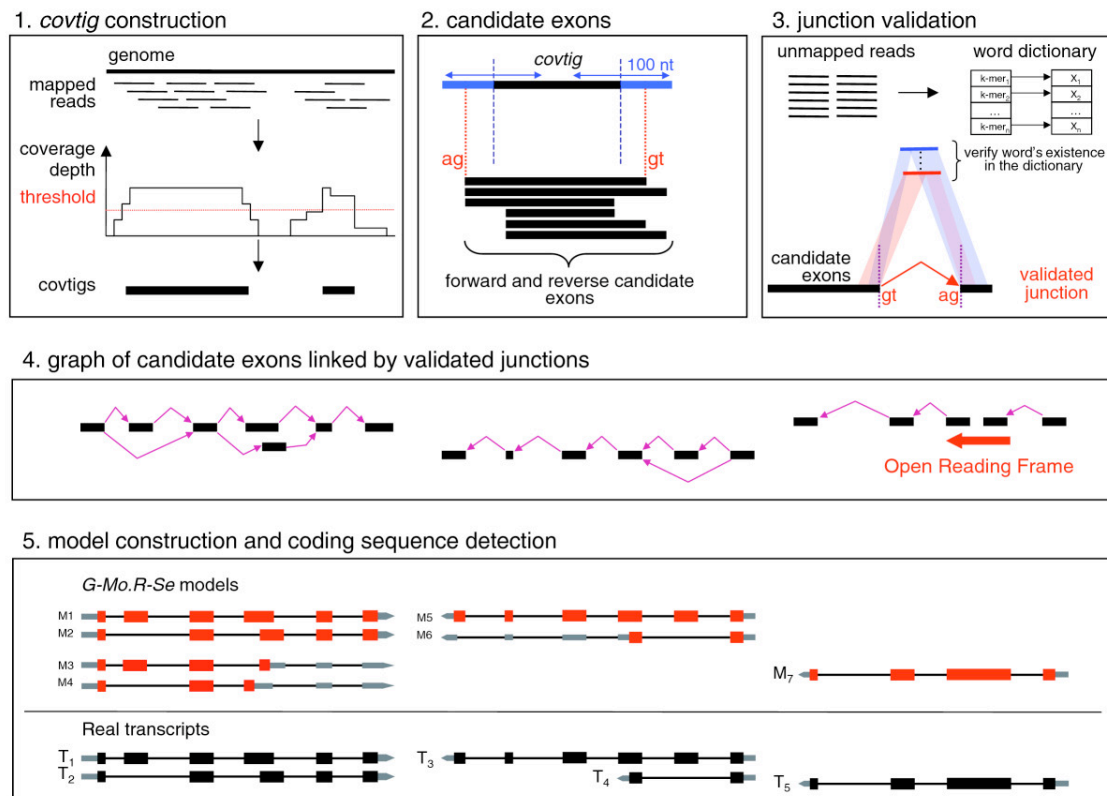 1. covtig construction
genome
mapped
reads
coverage
depth
threshold
covtigs
2. candidate exons
covtig
100 nt
ag
gt
forward and reverse candidate
exons
3. junction validation
unmapped reads
word dictionary
k-mer1 X1
k-mer2 X2
... ...
k-mern Xn
verify word's existence
in the dictionary
candidate
exons
gt
ag
validated
junction
4. graph of candidate exons linked by validated junctions
Open Reading Frame
5. model construction and coding sequence detection
G-Mo.R-Se models
M1
M2
M3
M4
M5
M6
M7
Real transcripts
T1
T2
T3
T4
T5